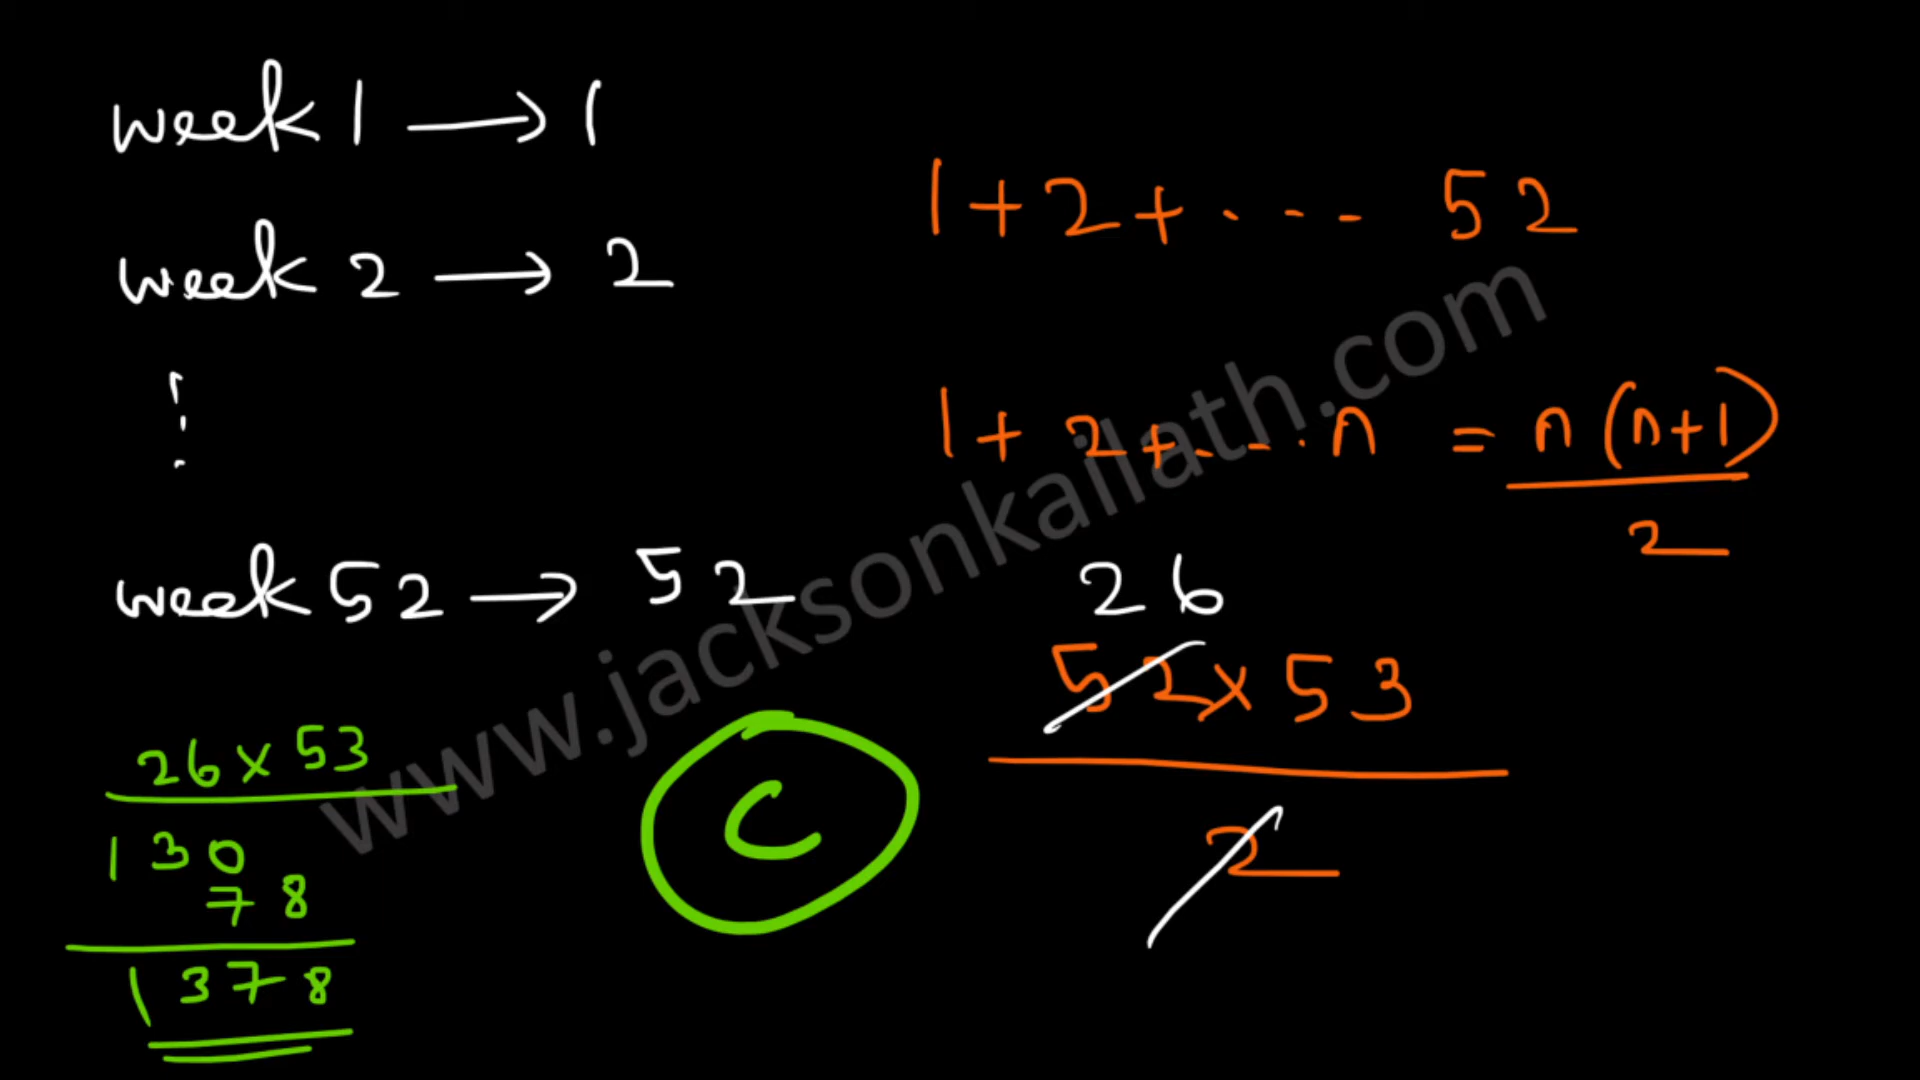 week 1 → 1
week 2 → 2
⋮
week 52 → 52
1+2+··-- 52
1+2+..-· n = n(n+1)
2
26
52×53
2
26×53
130
78
1378
C
www.jacksonkailath.com